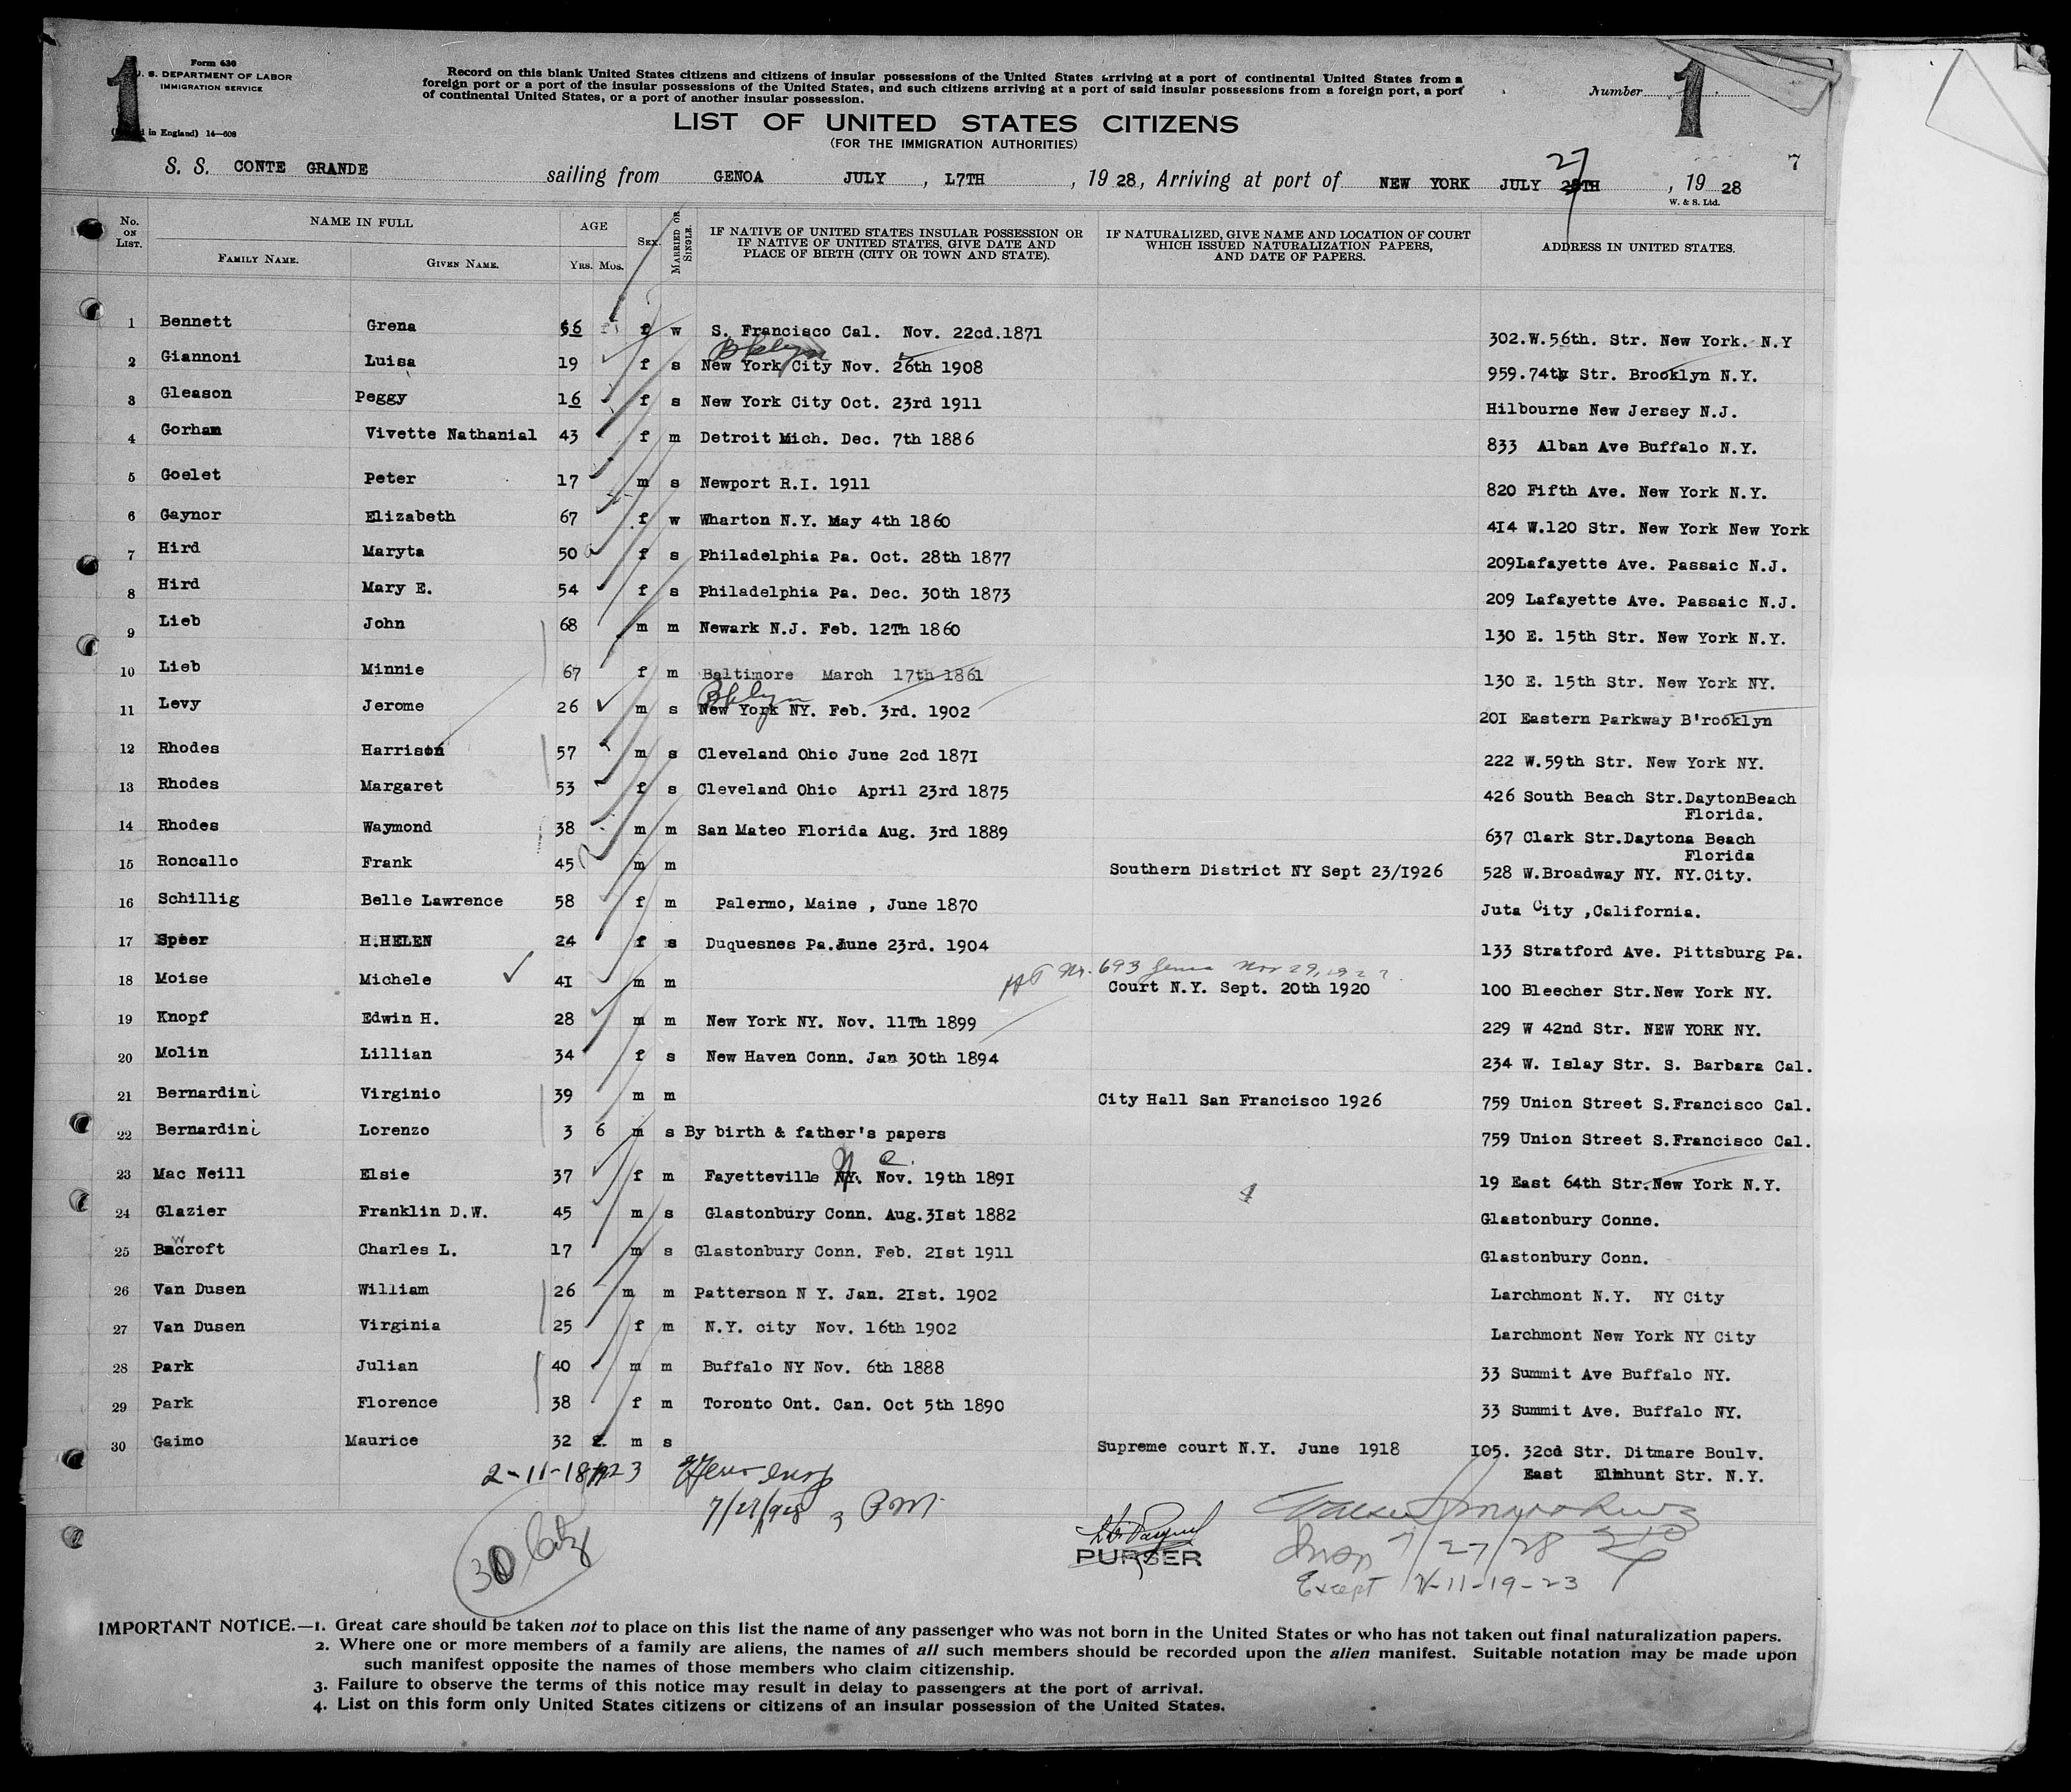 1
Form 630
U. S. DEPARTMENT OF LABOR
IMMIGRATION SERVICE
in England) 14—608
Record on this blank United States citizens and citizens of insular possessions of the United States arriving at a port of continental United States from a
foreign port or a port of the insular possessions of the United States, and such citizens arriving at a port of said insular possessions from a foreign port, a port
of continental United States, or a port of another insular possession.
Number 1
LIST OF UNITED STATES CITIZENS
(FOR THE IMMIGRATION AUTHORITIES)
7
S. S. CONTE GRANDE sailing from GENOA JULY , L7TH , 19 28, Arriving at port of NEW YORK JULY 27 28TH , 19 28
W. & S. Ltd.
No. ON LIST. NAME IN FULL FAMILY NAME. GIVEN NAME. AGE YRS. MOS. SEX. MARRIED OR SINGLE. IF NATIVE OF UNITED STATES INSULAR POSSESSION OR IF NATIVE OF UNITED STATES, GIVE DATE AND PLACE OF BIRTH (CITY OR TOWN AND STATE). IF NATURALIZED, GIVE NAME AND LOCATION OF COURT WHICH ISSUED NATURALIZATION PAPERS, AND DATE OF PAPERS. ADDRESS IN UNITED STATES.
1 Bennett Grena 56 f w S. Francisco Cal. Nov. 22cd.1871 302.W.56th. Str. New York. N.Y
2 Giannoni Luisa 19 f s Bklyn New York City Nov. 26th 1908 959.74th Str. Brooklyn N.Y.
3 Gleason Peggy 16 f s New York City Oct. 23rd 1911 Hilbourne New Jersey N.J.
4 Gorham Vivette Nathanial 43 f m Detroit Mich. Dec. 7th 1886 833 Alban Ave Buffalo N.Y.
5 Goelet Peter 17 m s Newport R.I. 1911 820 Fifth Ave. New York N.Y.
6 Gaynor Elizabeth 67 f w Wharton N.Y. May 4th 1860 414 W.120 Str. New York New York
7 Hird Maryta 50 f s Philadelphia Pa. Oct. 28th 1877 209Lafayette Ave. Passaic N.J.
8 Hird Mary E. 54 f s Philadelphia Pa. Dec. 30th 1873 209 Lafayette Ave. Passaic N.J.
9 Lieb John 68 m m Newark N.J. Feb. 12Th 1860 130 E. 15th Str. New York N.Y.
10 Lieb Minnie 67 f m Baltimore March 17th 1861 130 E. 15th Str. New York NY.
11 Levy Jerome 26 m s Bklyn New York NY. Feb. 3rd. 1902 201 Eastern Parkway B'rooklyn
12 Rhodes Harrison 57 m s Cleveland Ohio June 2cd 1871 222 W.59th Str. New York NY.
13 Rhodes Margaret 53 f s Cleveland Ohio April 23rd 1875 426 South Beach Str.DaytonBeach
Florida.
14 Rhodes Waymond 38 m m San Mateo Florida Aug. 3rd 1889 637 Clark Str.Daytona Beach
Florida
15 Roncallo Frank 45 m m Southern District NY Sept 23/1926 528 W.Broadway NY. NY.City.
16 Schillig Belle Lawrence 58 f m Palermo, Maine , June 1870 Juta City ,California.
17 Speer H.HELEN 24 f s Duquesnes Pa.June 23rd. 1904 133 Stratford Ave. Pittsburg Pa.
18 Moise Michele 41 m m 693 Nov 29, Court N.Y. Sept. 20th 1920 100 Bleecher Str.New York NY.
19 Knopf Edwin H. 28 m m New York NY. Nov. 11Th 1899 229 W 42nd Str. NEW YORK NY.
20 Molin Lillian 34 f s New Haven Conn. Jan 30th 1894 234 W. Islay Str. S. Barbara Cal.
21 Bernardini Virginio 39 m m City Hall San Francisco 1926 759 Union Street S.Francisco Cal.
22 Bernardini Lorenzo 3 6 m s By birth & father's papers 759 Union Street S.Francisco Cal.
23 Mac Neill Elsie 37 f m Fayetteville NY. N C. Nov. 19th 1891 19 East 64th Str.New York N.Y.
24 Glazier Franklin D.W. 45 m s Glastonbury Conn. Aug.31st 1882 Glastonbury Conne.
25 Bacroft w Charles L. 17 m s Glastonbury Conn. Feb. 21st 1911 Glastonbury Conn.
26 Van Dusen William 26 m m Patterson N Y. Jan. 21st. 1902 Larchmont N.Y. NY City
27 Van Dusen Virginia 25 f m N.Y. city Nov. 16th 1902 Larchmont New York NY City
28 Park Julian 40 m m Buffalo NY Nov. 6th 1888 33 Summit Ave Buffalo NY.
29 Park Florence 38 f m Toronto Ont. Can. Oct 5th 1890 33 Summit Ave. Buffalo NY.
30 Gaimo Maurice 32 m s Supreme court N.Y. June 1918 105. 32cd Str. Ditmare Boulv.
East Elmhunt Str. N.Y.
2-11-18 23
7/27/928 3 PM.
30 Citz
PURSER
Insp 7/27/28
Except 2-11-19-23
IMPORTANT NOTICE.—1. Great care should be taken not to place on this list the name of any passenger who was not born in the United States or who has not taken out final naturalization papers.
2. Where one or more members of a family are aliens, the names of all such members should be recorded upon the alien manifest. Suitable notation may be made upon
such manifest opposite the names of those members who claim citizenship.
3. Failure to observe the terms of this notice may result in delay to passengers at the port of arrival.
4. List on this form only United States citizens or citizens of an insular possession of the United States.